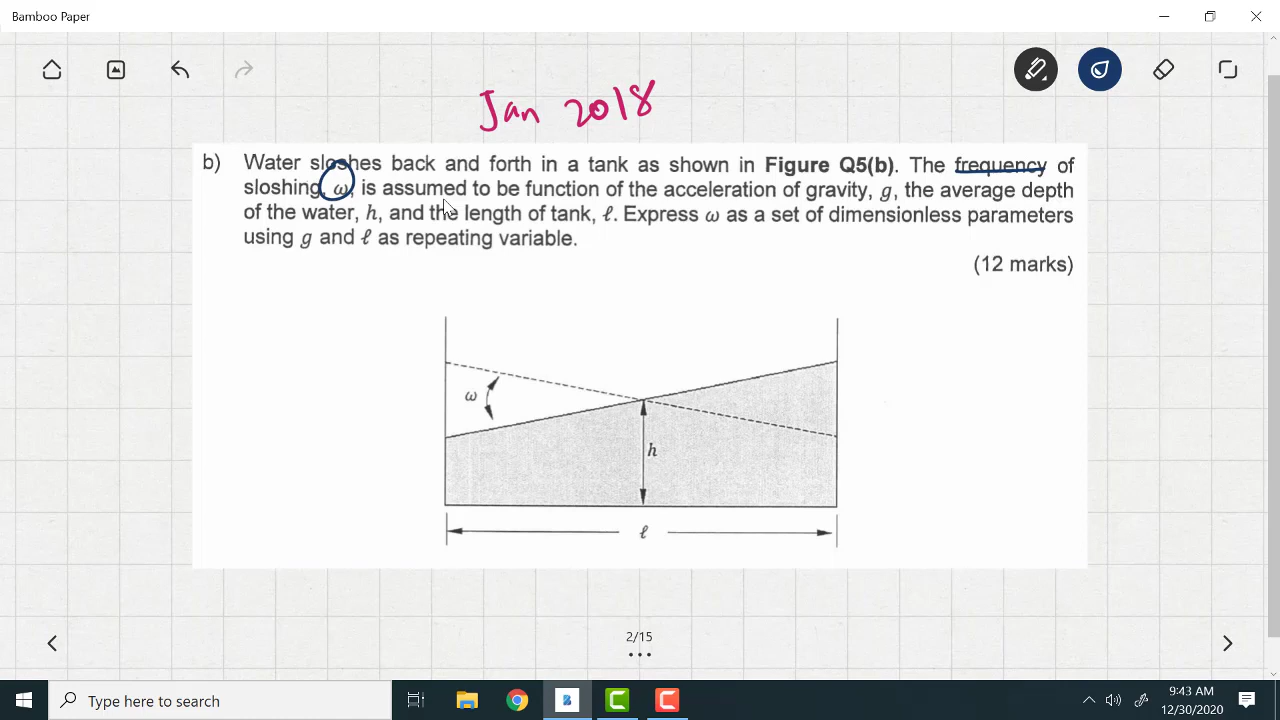 Bamboo Paper
Jan 2018
b) Water sloshes back and forth in a tank as shown in Figure Q5(b). The frequency of
sloshing, ω, is assumed to be function of the acceleration of gravity, g, the average depth
of the water, h, and the length of tank, ℓ. Express ω as a set of dimensionless parameters
using g and ℓ as repeating variable.
(12 marks)
ω
h
ℓ
2/15
Type here to search
9:43 AM
12/30/2020